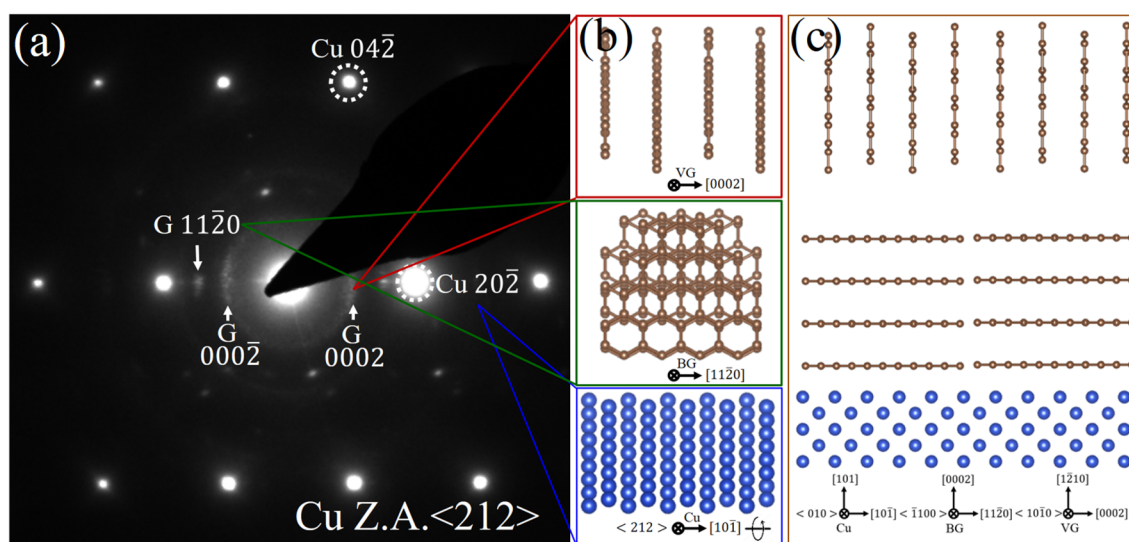 (a)
Cu 042̄
G 112̄0
Cu 202̄
G
0002̄
G
0002
Cu Z.A.<212>
(b)
VG
[0002]
BG
[112̄0]
< 212 >
Cu
[101̄]
(c)
[101]
[0002]
[12̄10]
< 010 >
[101̄]
< 1̄100 >
[112̄0]
< 101̄0 >
[0002]
Cu
BG
VG